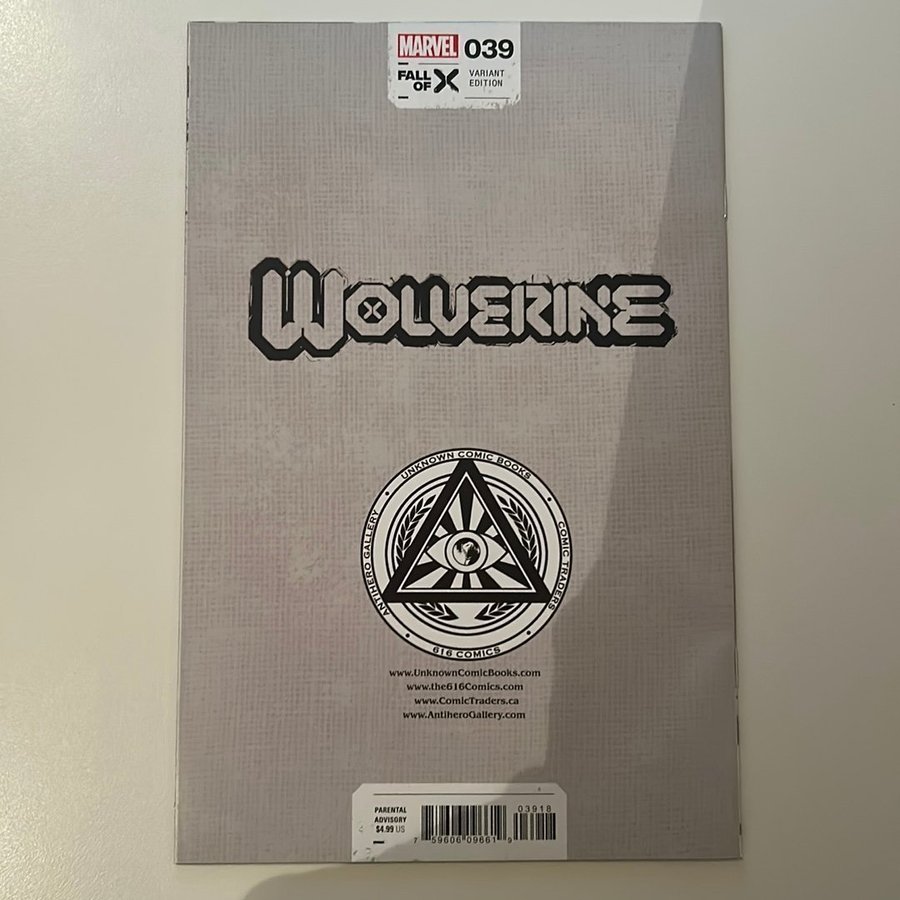 MARVEL 039
FALL OF X VARIANT EDITION
WOLVERINE
UNKNOWN COMIC BOOKS
ANTIHERO GALLERY
COMIC TRADERS
616 COMICS
www.UnknownComicBooks.com
www.the616Comics.com
www.ComicTraders.ca
www.AntiheroGallery.com
PARENTAL
ADVISORY
$4.99 US
03918
7 59606 09661 9